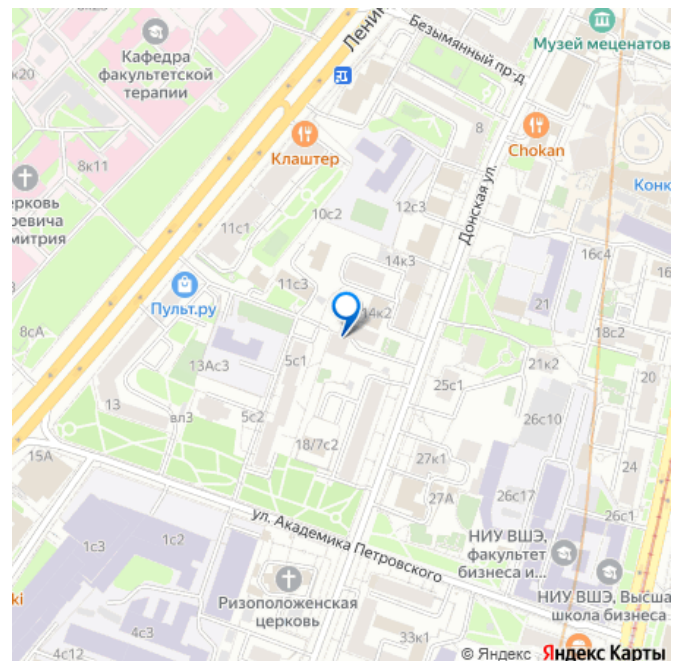 к23
Кафедра
факультетской
терапии
к20
8к11
ерковь
ревича
митрия
8сА
Ленин
Безымянный пр-д
Музей меценатов
Клаштер
8
Chokan
Конк
Донская ул.
11с1
10с2
12с3
14к3
16с4
16
11с3
Пульт.ру
14к2
21
18с2
13Ас3
5с1
21к2
20
25с1
13
вл3
5с2
26с10
18/7с2
27к1
24
15А
27А
26с17
26с1
ул. Академика Петровского
1с3
1с2
НИУ ВШЭ,
факультет
бизнеса и...
ki
Ризоположенская
церковь
НИУ ВШЭ, Высша
школа бизнеса
4с3
4с12
33к1
© Яндекс Яндекс Карты